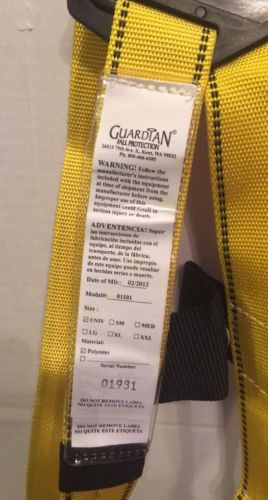 GUARDIAN®
FALL PROTECTION
26513 79th Ave. S., Kent, WA 98032
Ph: 800-466-6385
WARNING! Follow the
manufacturer's instructions
included with the equipment
at time of shipment from the
manufacturer before using.
Improper use of this
equipment could result in
serious injury or death.
ADVENTENCIA! Seguir
las instrucciones de
fabricación incluidas con el
equipo, al tiempo del
transporte, de la fábrica,
antes de usar. Un impropio
de este equipo puede resultar
en heridas serias o muerte.
Date of Mfr.: 02/2012
Model#: 01101
Size :
☑ UNIV ☐ SM ☐ MED
☐ LG ☐ XL ☐ XXL
Material:
☑ Polyester
☐
Serial Number
01931
DO NOT REMOVE LABEL
NO QUITE ESTA ETIQUETA
DO NOT REMOVE LABEL
NO QUITE ESTE ETIQUETA